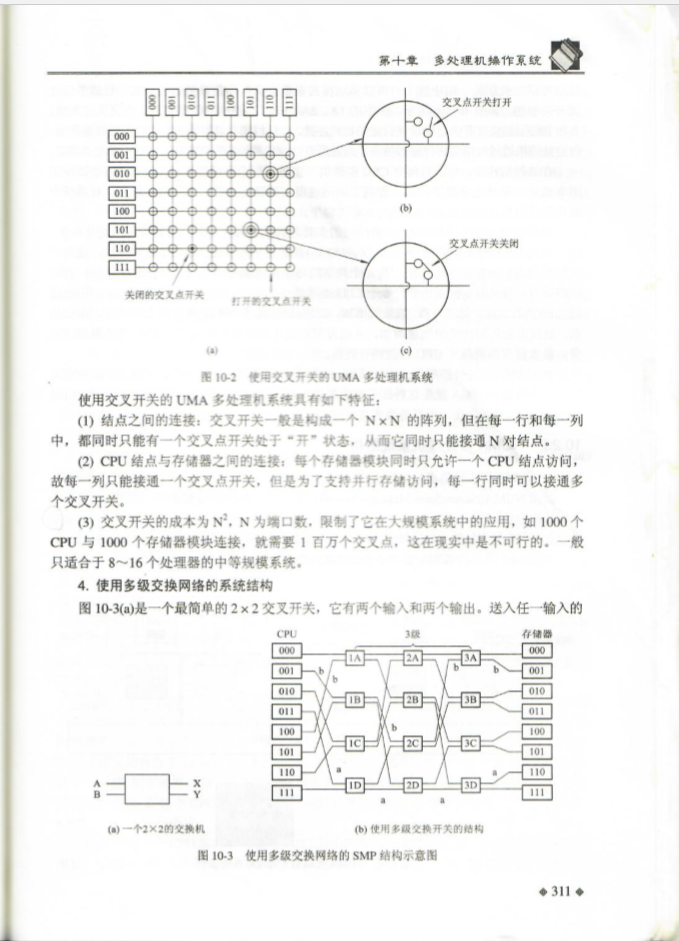 第十章 多处理机操作系统
000 001 010 011 100 101 110 111
000
001
010
011
100
101
110
111
交叉点开关打开
(b)
交叉点开关关闭
关闭的交叉点开关
打开的交叉点开关
(a)
(c)
图 10-2 使用交叉开关的 UMA 多处理机系统
使用交叉开关的 UMA 多处理机系统具有如下特征：
(1) 结点之间的连接：交叉开关一般是构成一个 N×N 的阵列，但在每一行和每一列
中，都同时只能有一个交叉点开关处于“开”状态，从而它同时只能接通 N 对结点。
(2) CPU 结点与存储器之间的连接：每个存储器模块同时只允许一个 CPU 结点访问，
故每一列只能接通一个交叉点开关，但是为了支持并行存储访问，每一行同时可以接通多
个交叉开关。
(3) 交叉开关的成本为 N²，N 为端口数，限制了它在大规模系统中的应用，如 1000 个
CPU 与 1000 个存储器模块连接，就需要 1 百万个交叉点，这在现实中是不可行的。一般
只适合于 8～16 个处理器的中等规模系统。
4. 使用多级交换网络的系统结构
图 10-3(a)是一个最简单的 2×2 交叉开关，它有两个输入和两个输出。送入任一输入的
CPU 3级 存储器
000 1A 2A 3A 000
001 b b b b 001
010 1B 2B 3B 010
011 011
100 b 100
101 1C 2C 3C 101
110 a a 110
111 1D 2D 3D 111
a a
A X
B Y
(a) 一个2×2的交换机
(b) 使用多级交换开关的结构
图 10-3 使用多级交换网络的 SMP 结构示意图
311